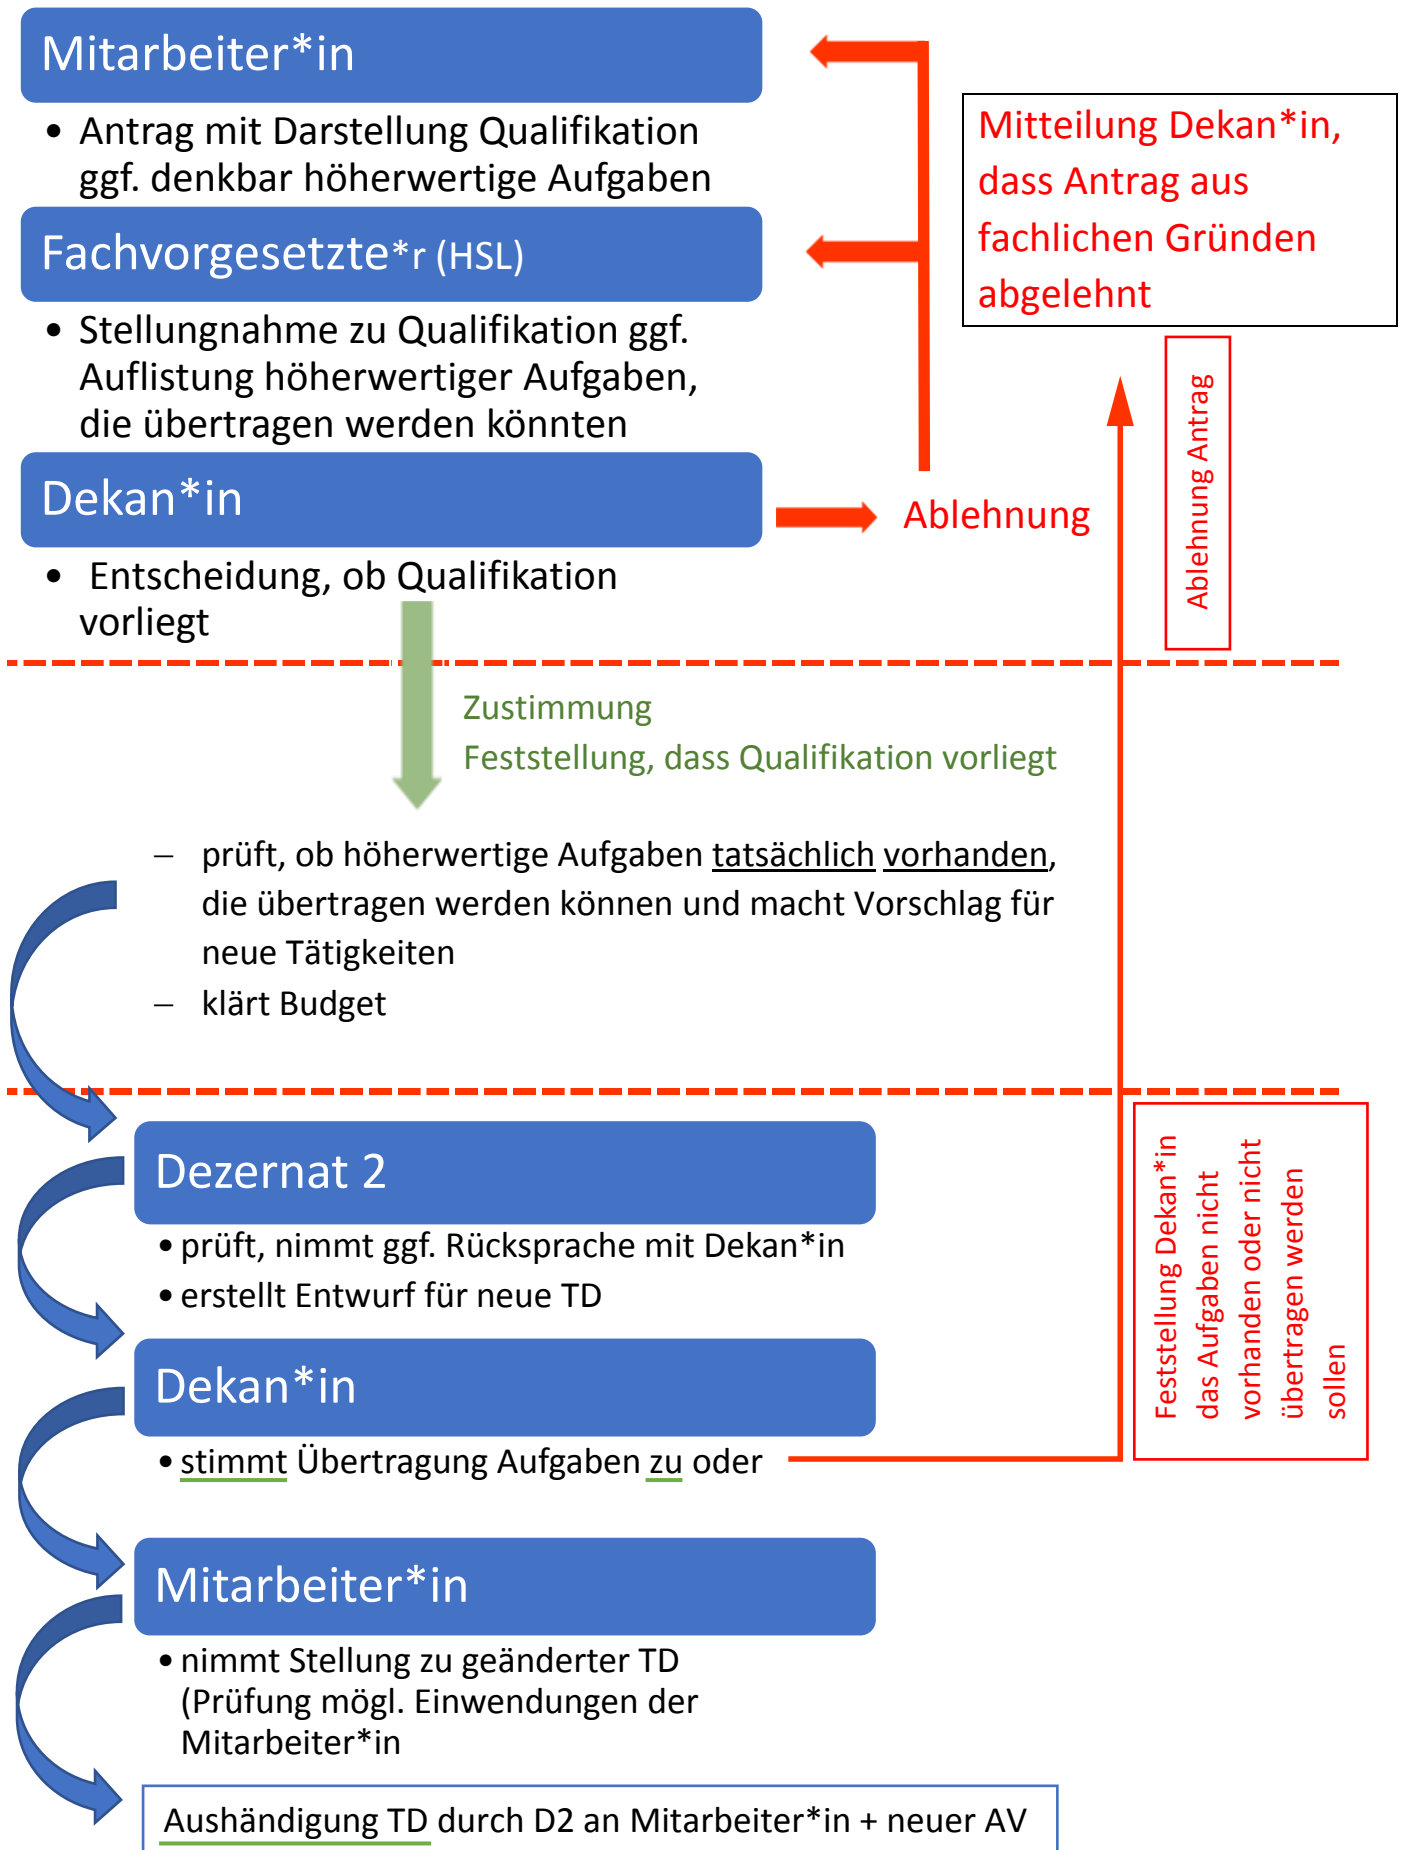 Mitarbeiter*in
• Antrag mit Darstellung Qualifikation
ggf. denkbar höherwertige Aufgaben
Fachvorgesetzte*r (HSL)
• Stellungnahme zu Qualifikation ggf.
Auflistung höherwertiger Aufgaben,
die übertragen werden könnten
Dekan*in
• Entscheidung, ob Qualifikation
vorliegt
Ablehnung
Mitteilung Dekan*in,
dass Antrag aus
fachlichen Gründen
abgelehnt
Ablehnung Antrag
Zustimmung
Feststellung, dass Qualifikation vorliegt
– prüft, ob höherwertige Aufgaben tatsächlich vorhanden,
die übertragen werden können und macht Vorschlag für
neue Tätigkeiten
– klärt Budget
Dezernat 2
• prüft, nimmt ggf. Rücksprache mit Dekan*in
• erstellt Entwurf für neue TD
Dekan*in
• stimmt Übertragung Aufgaben zu oder
Feststellung Dekan*in
das Aufgaben nicht
vorhanden oder nicht
übertragen werden
sollen
Mitarbeiter*in
• nimmt Stellung zu geänderter TD
(Prüfung mögl. Einwendungen der
Mitarbeiter*in
Aushändigung TD durch D2 an Mitarbeiter*in + neuer AV